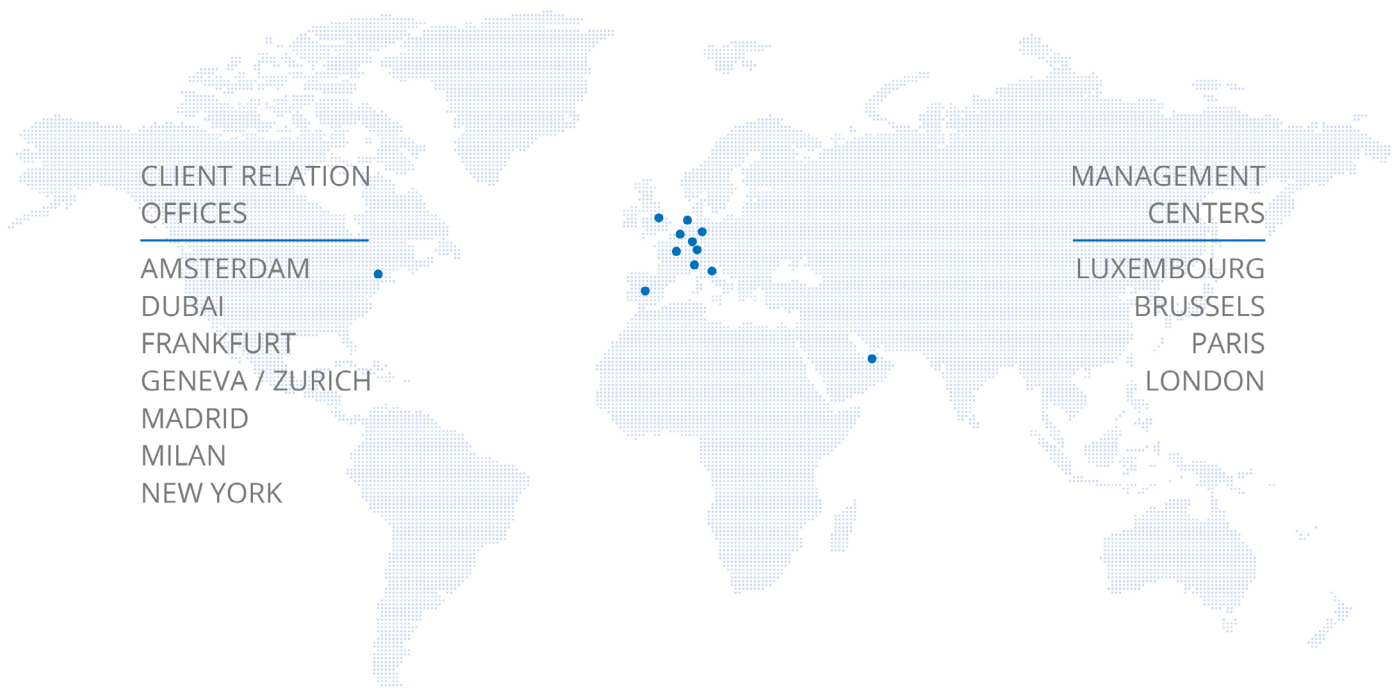 CLIENT RELATION
OFFICES
AMSTERDAM
DUBAI
FRANKFURT
GENEVA / ZURICH
MADRID
MILAN
NEW YORK
MANAGEMENT
CENTERS
LUXEMBOURG
BRUSSELS
PARIS
LONDON